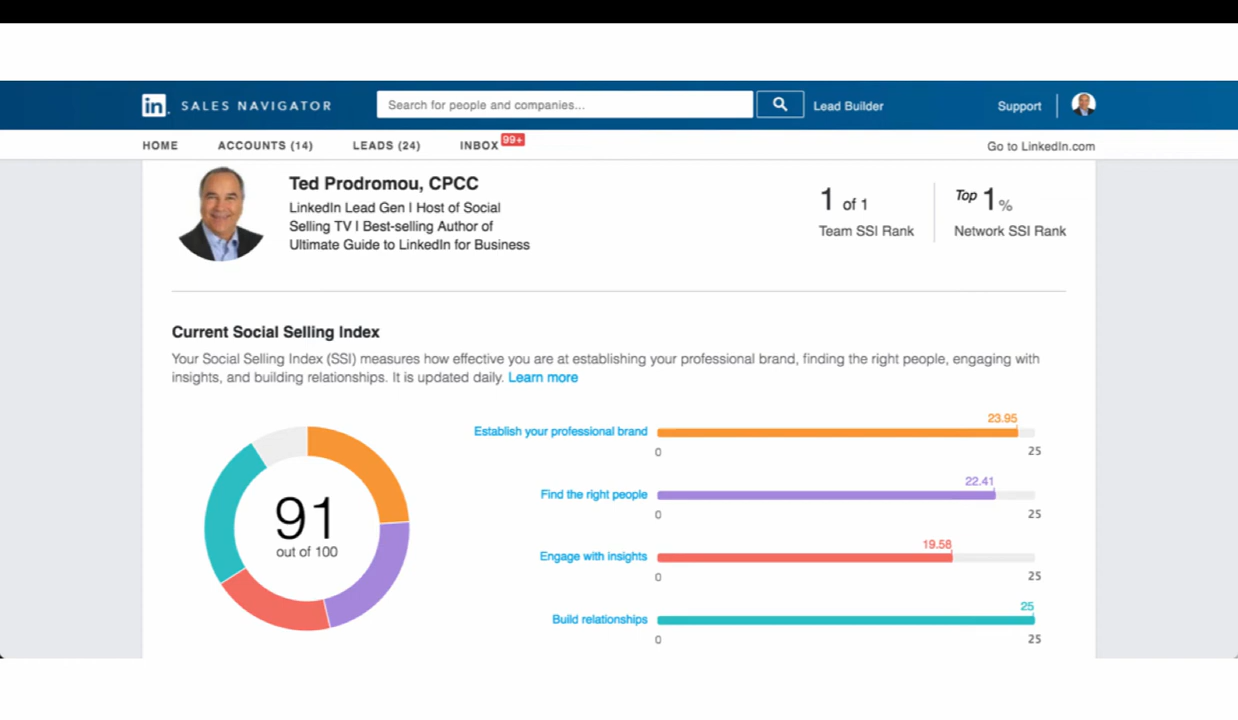 in SALES NAVIGATOR Search for people and companies... Lead Builder Support
HOME ACCOUNTS (14) LEADS (24) INBOX 99+ Go to LinkedIn.com
Ted Prodromou, CPCC
LinkedIn Lead Gen | Host of Social
Selling TV | Best-selling Author of
Ultimate Guide to LinkedIn for Business
1 of 1
Team SSI Rank
Top 1%
Network SSI Rank
Current Social Selling Index
Your Social Selling Index (SSI) measures how effective you are at establishing your professional brand, finding the right people, engaging with
insights, and building relationships. It is updated daily. Learn more
91
out of 100
23.95
Establish your professional brand
0 25
22.41
Find the right people
0 25
19.58
Engage with insights
0 25
25
Build relationships
0 25